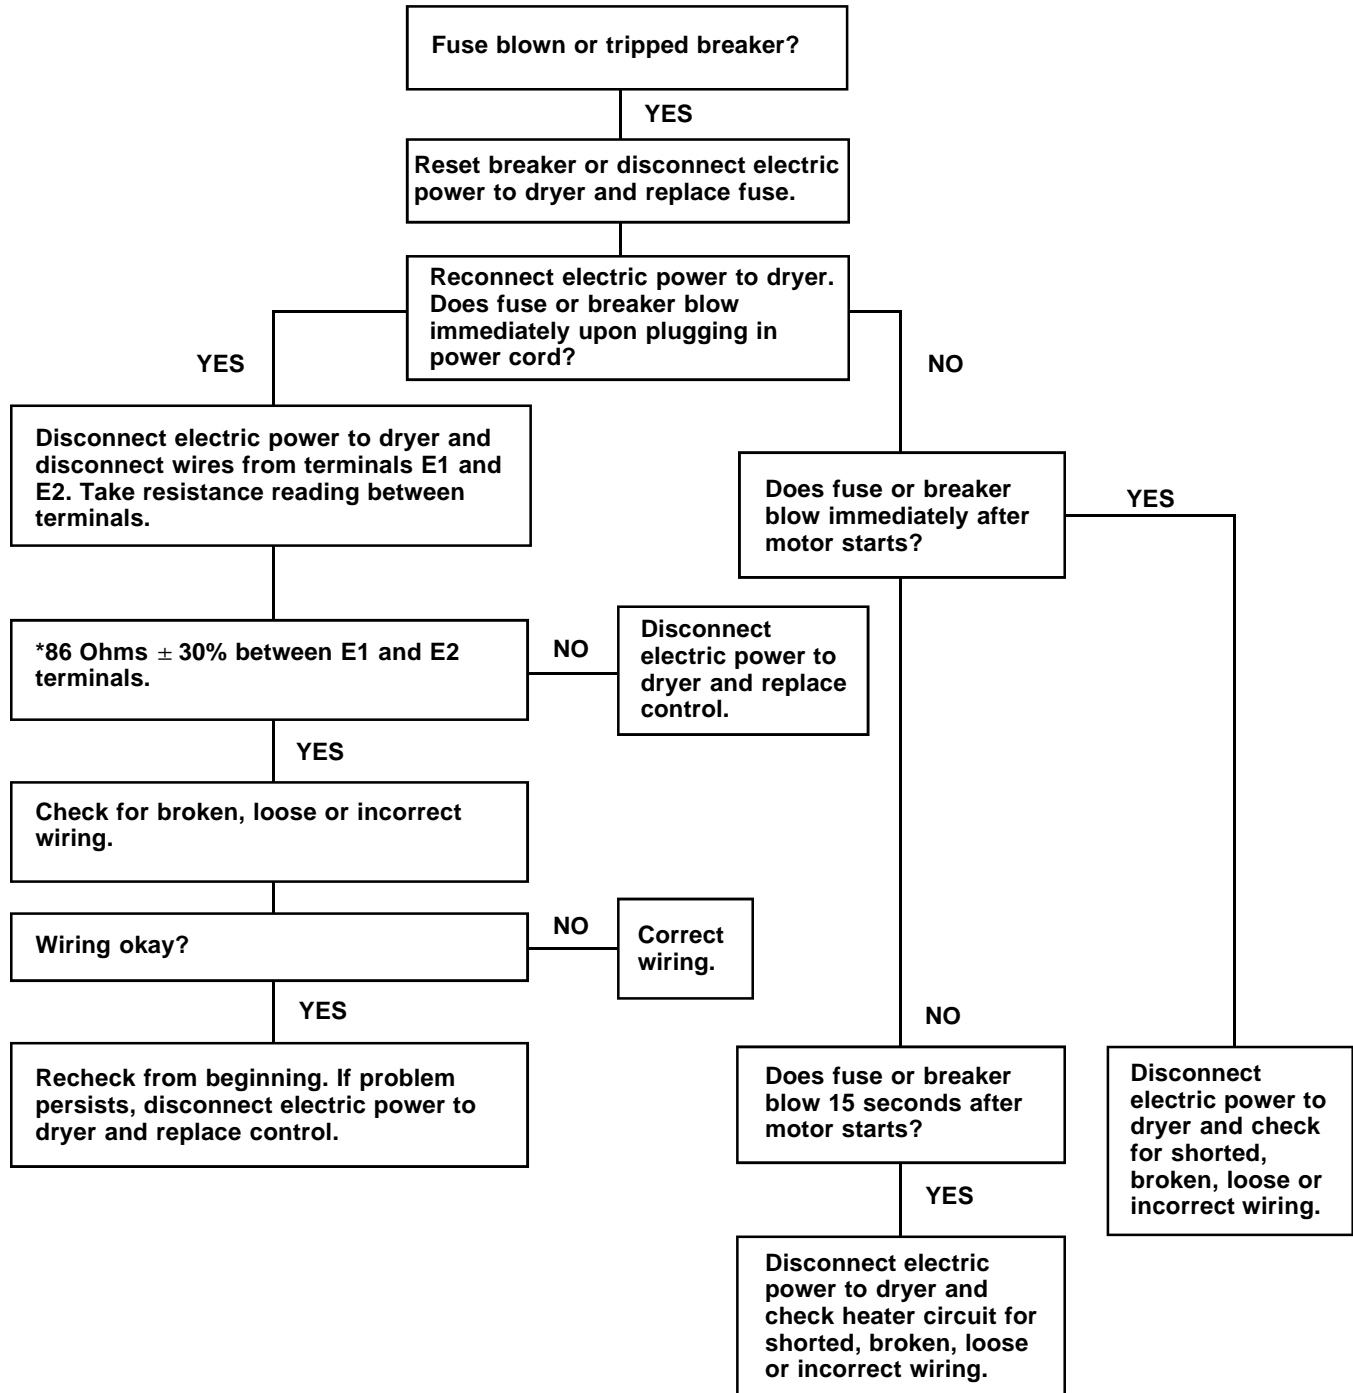 Fuse blown or tripped breaker?
YES
Reset breaker or disconnect electric
power to dryer and replace fuse.
Reconnect electric power to dryer.
Does fuse or breaker blow
immediately upon plugging in
power cord?
YES
NO
Disconnect electric power to dryer and
disconnect wires from terminals E1 and
E2. Take resistance reading between
terminals.
Does fuse or breaker
blow immediately after
motor starts?
YES
*86 Ohms ± 30% between E1 and E2
terminals.
NO
Disconnect
electric power to
dryer and replace
control.
YES
Check for broken, loose or incorrect
wiring.
Wiring okay?
NO
Correct
wiring.
YES
NO
Recheck from beginning. If problem
persists, disconnect electric power to
dryer and replace control.
Does fuse or breaker
blow 15 seconds after
motor starts?
Disconnect
electric power to
dryer and check
for shorted,
broken, loose or
incorrect wiring.
YES
Disconnect electric
power to dryer and
check heater circuit for
shorted, broken, loose
or incorrect wiring.